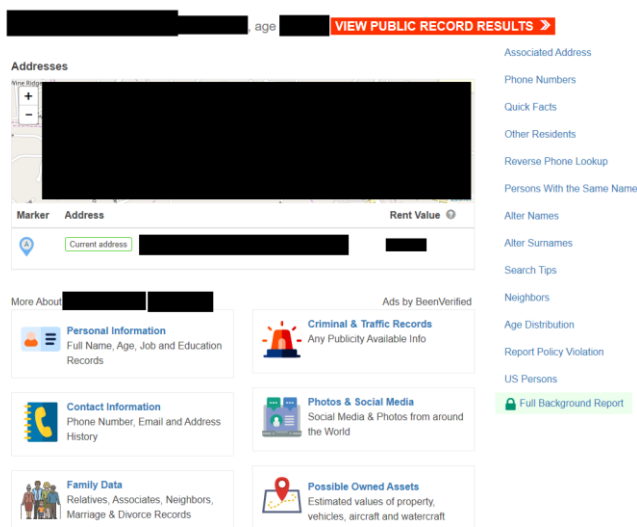 , age
VIEW PUBLIC RECORD RESULTS
Addresses
+
−
Marker Address Rent Value
A
Current address
More About
Ads by BeenVerified
Personal Information
Full Name, Age, Job and Education
Records
Criminal & Traffic Records
Any Publicity Available Info
Contact Information
Phone Number, Email and Address
History
Photos & Social Media
Social Media & Photos from around
the World
Family Data
Relatives, Associates, Neighbors,
Marriage & Divorce Records
Possible Owned Assets
Estimated values of property,
vehicles, aircraft and watercraft
Associated Address
Phone Numbers
Quick Facts
Other Residents
Reverse Phone Lookup
Persons With the Same Name
Alter Names
Alter Surnames
Search Tips
Neighbors
Age Distribution
Report Policy Violation
US Persons
Full Background Report